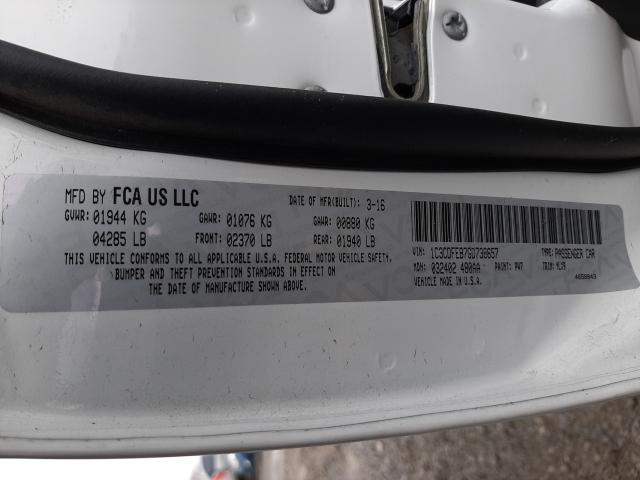 MFD BY FCA US LLC DATE OF MFR(BUILT): 3-16
GVWR: 01944 KG GAWR: 01076 KG GAWR: 00880 KG
04285 LB FRONT: 02370 LB REAR: 01940 LB
THIS VEHICLE CONFORMS TO ALL APPLICABLE U.S.A. FEDERAL MOTOR VEHICLE SAFETY,
BUMPER AND THEFT PREVENTION STANDARDS IN EFFECT ON
THE DATE OF MANUFACTURE SHOWN ABOVE.
VIN: 1C3CDFEB7GD738657 TYPE: PASSENGER CAR
MDH: 032402 480AA PAINT: PW7 TRIM: MLX9
VEHICLE MADE IN U.S.A.